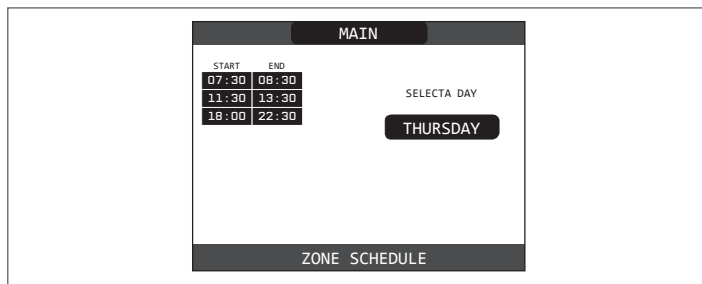 MAIN
START END
07:30 08:30
11:30 13:30
18:00 22:30
SELECTA DAY
THURSDAY
ZONE SCHEDULE